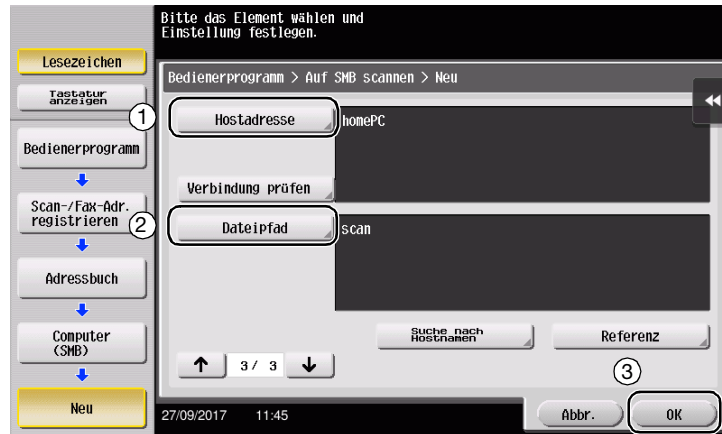 Bitte das Element wählen und
Einstellung festlegen.
Lesezeichen
Tastatur
anzeigen
Bedienerprogramm
Scan-/Fax-Adr.
registrieren
Adressbuch
Computer
(SMB)
Neu
Bedienerprogramm > Auf SMB scannen > Neu
1
Hostadresse
homePC
Verbindung prüfen
2
Dateipfad
scan
Suche nach
Hostnamen
Referenz
3/ 3
3
27/09/2017 11:45
Abbr.
OK